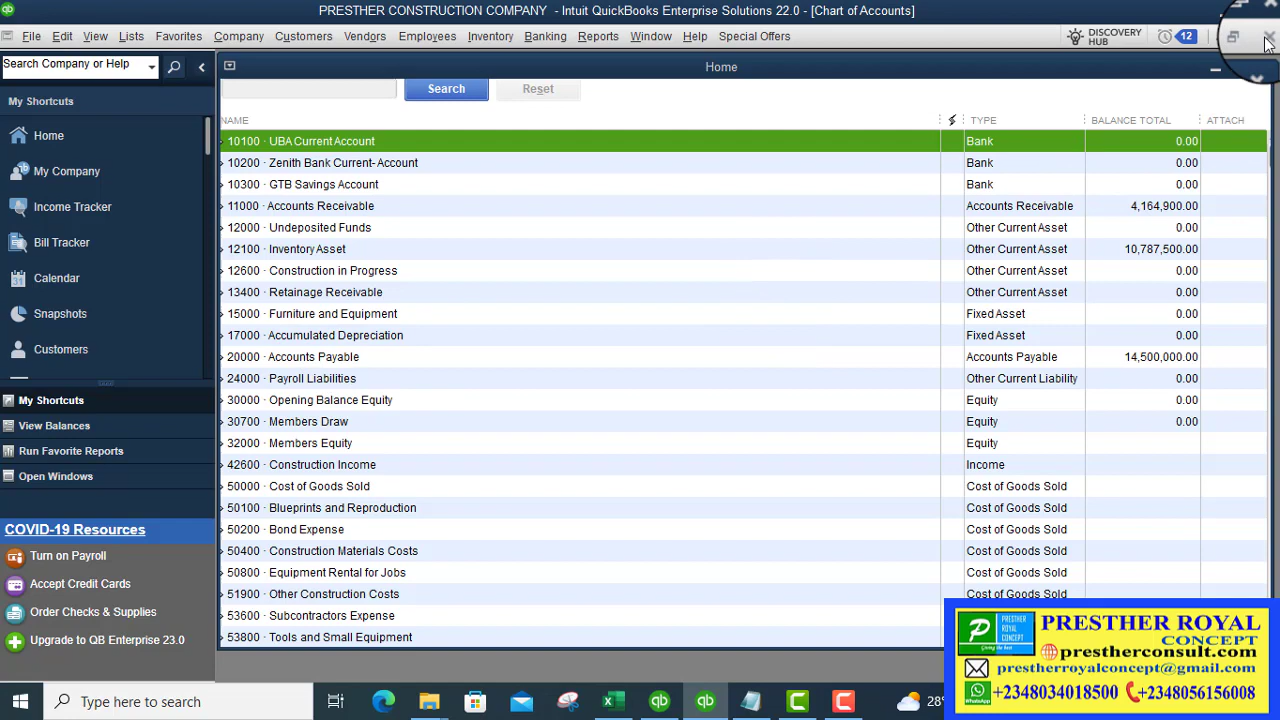 PRESTHER CONSTRUCTION COMPANY - Intuit QuickBooks Enterprise Solutions 22.0 - [Chart of Accounts]
File Edit View Lists Favorites Company Customers Vendors Employees Inventory Banking Reports Window Help Special Offers DISCOVERY HUB 12
Search Company or Help
Home
Search Reset
My Shortcuts
Home
My Company
Income Tracker
Bill Tracker
Calendar
31
Snapshots
Customers
My Shortcuts
View Balances
Run Favorite Reports
Open Windows
COVID-19 Resources
Turn on Payroll
Accept Credit Cards
Order Checks & Supplies
Upgrade to QB Enterprise 23.0
NAME TYPE BALANCE TOTAL ATTACH
10100 · UBA Current Account Bank 0.00
10200 · Zenith Bank Current- Account Bank 0.00
10300 · GTB Savings Account Bank 0.00
11000 · Accounts Receivable Accounts Receivable 4,164,900.00
12000 · Undeposited Funds Other Current Asset 0.00
12100 · Inventory Asset Other Current Asset 10,787,500.00
12600 · Construction in Progress Other Current Asset 0.00
13400 · Retainage Receivable Other Current Asset 0.00
15000 · Furniture and Equipment Fixed Asset 0.00
17000 · Accumulated Depreciation Fixed Asset 0.00
20000 · Accounts Payable Accounts Payable 14,500,000.00
24000 · Payroll Liabilities Other Current Liability 0.00
30000 · Opening Balance Equity Equity 0.00
30700 · Members Draw Equity 0.00
32000 · Members Equity Equity
42600 · Construction Income Income
50000 · Cost of Goods Sold Cost of Goods Sold
50100 · Blueprints and Reproduction Cost of Goods Sold
50200 · Bond Expense Cost of Goods Sold
50400 · Construction Materials Costs Cost of Goods Sold
50800 · Equipment Rental for Jobs Cost of Goods Sold
51900 · Other Construction Costs Cost of Goods Sold
53600 · Subcontractors Expense
53800 · Tools and Small Equipment
PRESTHER ROYAL CONCEPT
PRESTHER ROYAL
CONCEPT
prestherconsult.com
prestherroyalconcept@gmail.com
WhatsApp +2348034018500 +2348056156008
Type here to search
28°